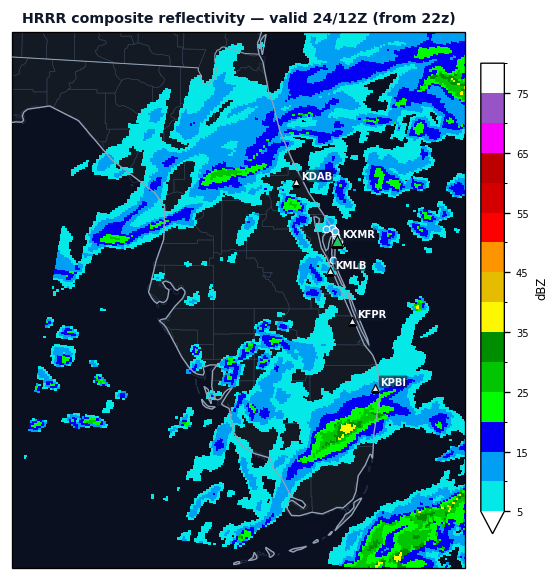 HRRR composite reflectivity — valid 24/12Z (from 22z)
KDAB
KXMR
KMLB
KFPR
KPBI
75
65
55
45
35
25
15
5
dBZ